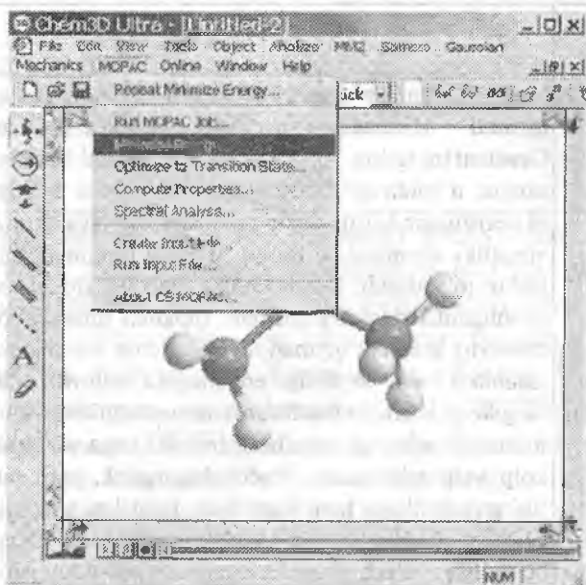 Chem3D Ultra - [Untitled-2]
File Edit View Tools Object Analyze MM2 Gamess Gaussian
Mechanics MOPAC Online Window Help
Repeat Minimize Energy...
ick
Run MOPAC Job...
Minimize Energy...
Optimize to Transition State...
Compute Properties...
Spectral Analysis...
Create Input File...
Run Input File...
About CS MOPAC...
A
NUM